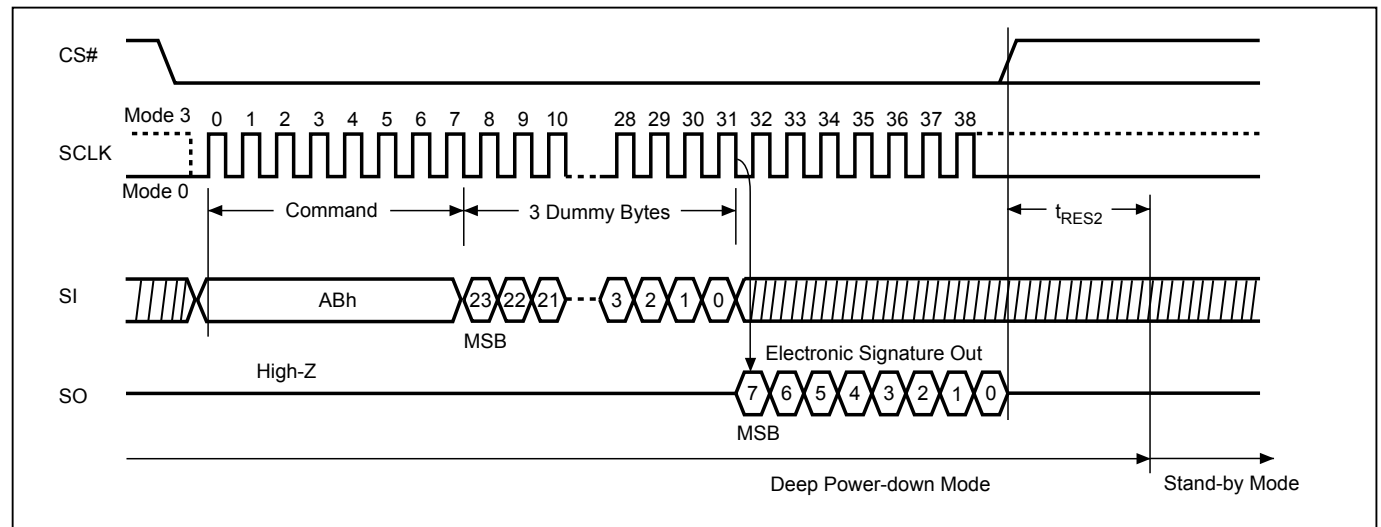 CS#
Mode 3
0 1 2 3 4 5 6 7 8 9 10 28 29 30 31 32 33 34 35 36 37 38
SCLK
Mode 0
Command 3 Dummy Bytes tRES2
SI ABh 23 22 21 3 2 1 0
MSB
Electronic Signature Out
High-Z
SO 7 6 5 4 3 2 1 0
MSB
Deep Power-down Mode Stand-by Mode